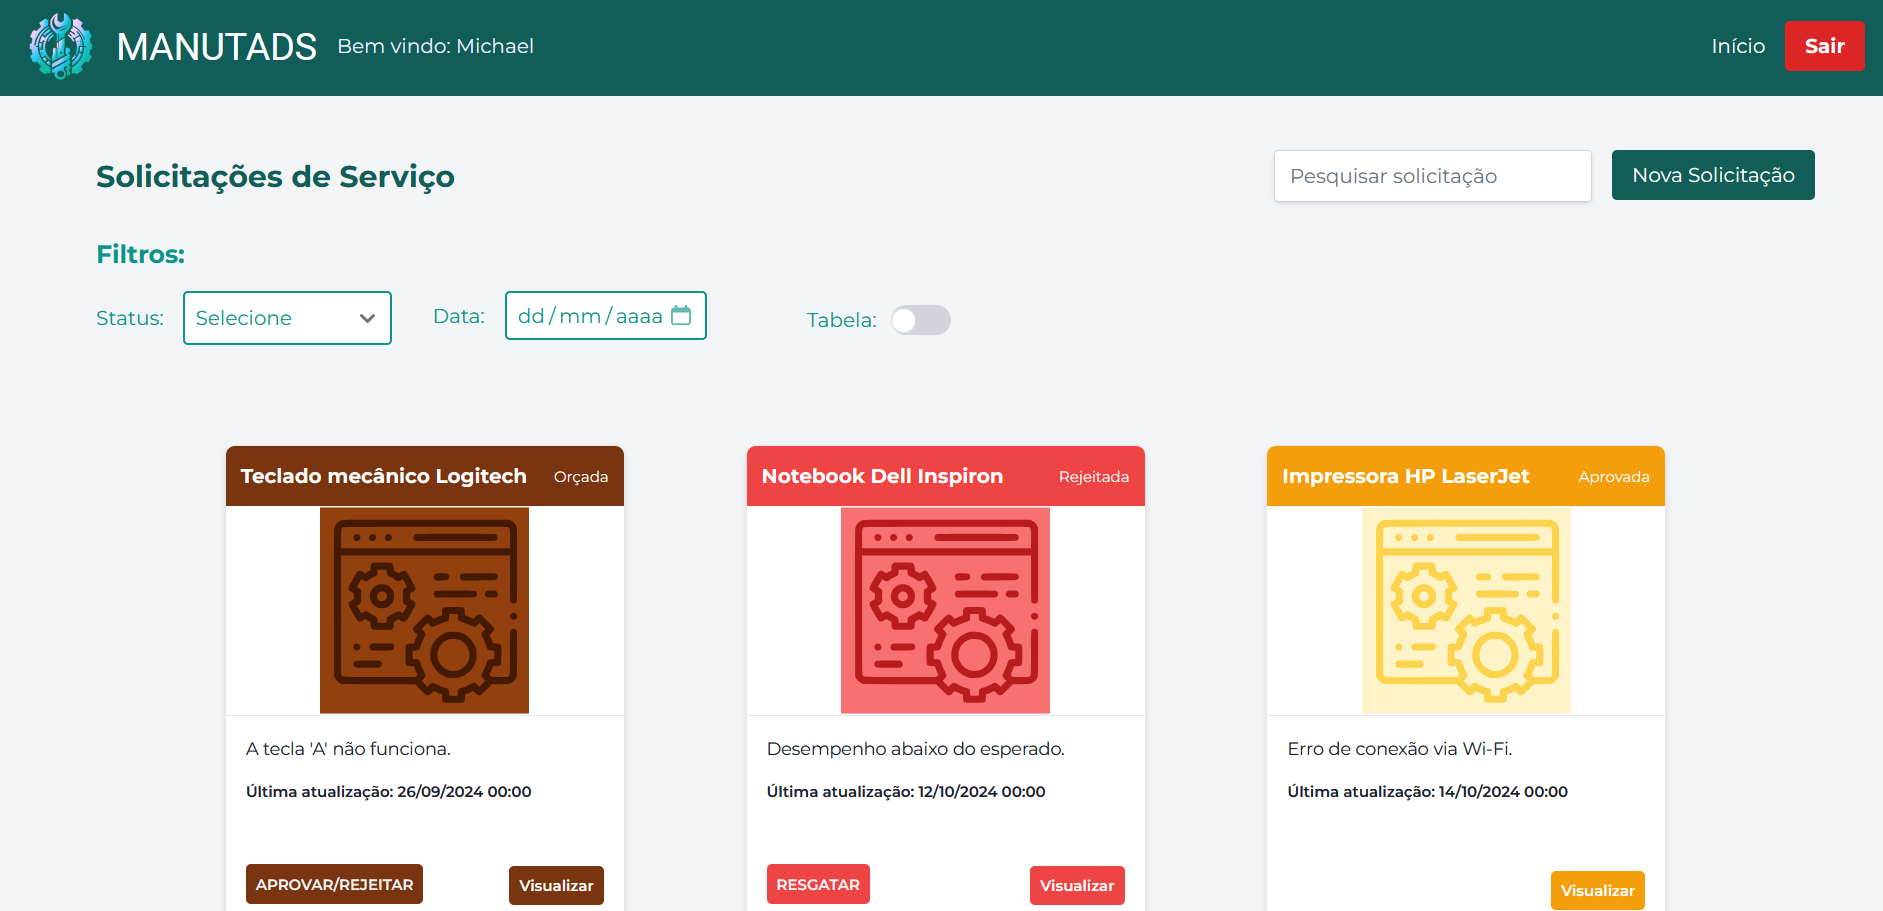 MANUTADS Bem vindo: Michael Início Sair
Solicitações de Serviço Pesquisar solicitação Nova Solicitação
Filtros:
Status: Selecione Data: dd/mm/aaaa Tabela:
Teclado mecânico Logitech Orçada
A tecla 'A' não funciona.
Última atualização: 26/09/2024 00:00
APROVAR/REJEITAR Visualizar
Notebook Dell Inspiron Rejeitada
Desempenho abaixo do esperado.
Última atualização: 12/10/2024 00:00
RESGATAR Visualizar
Impressora HP LaserJet Aprovada
Erro de conexão via Wi-Fi.
Última atualização: 14/10/2024 00:00
Visualizar